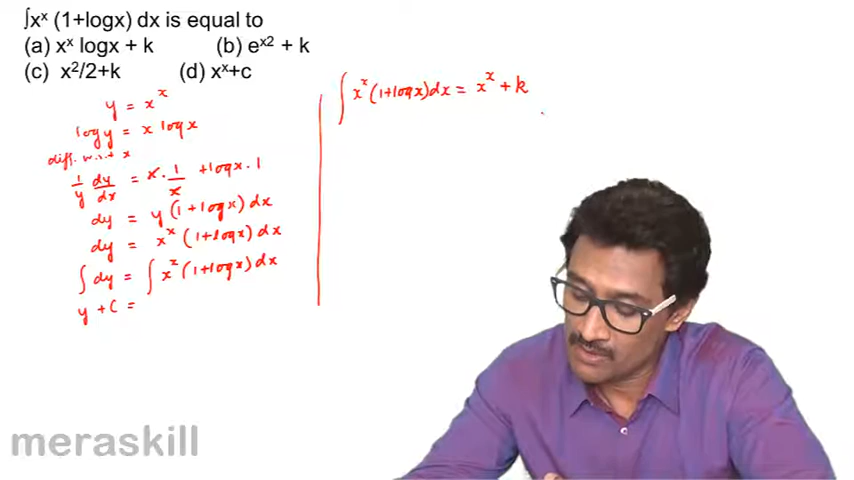 ∫xˣ (1+logx) dx is equal to
(a) xˣ logx + k (b) eˣ² + k
(c) x²/2+k (d) xˣ+c
y = xˣ
log y = x log x
diff. w.r.t x
1/y dy/dx = x · 1/x + log x · 1
dy = y (1 + log x) dx
dy = xˣ (1+log x) dx
∫ dy = ∫ xˣ (1+log x) dx
y + C =
∫ xˣ (1+log x) dx = xˣ + k
meraskill